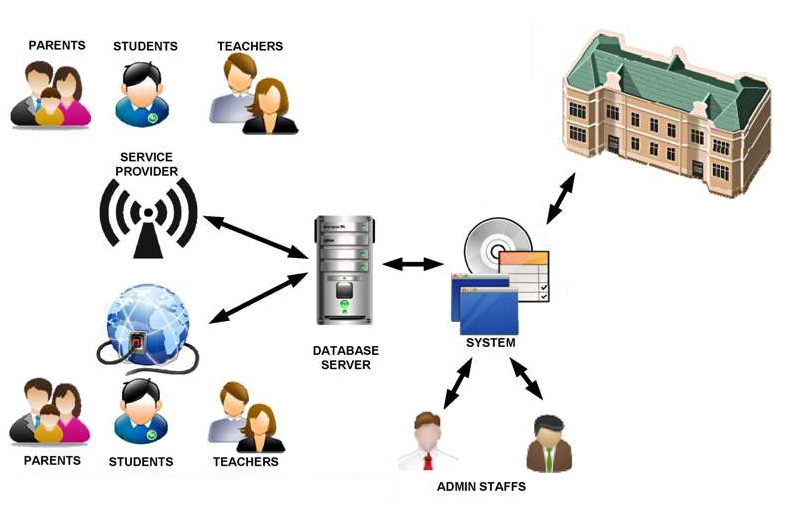 PARENTS
STUDENTS
TEACHERS
SERVICE
PROVIDER
DATABASE
SERVER
SYSTEM
PARENTS
STUDENTS
TEACHERS
ADMIN STAFFS